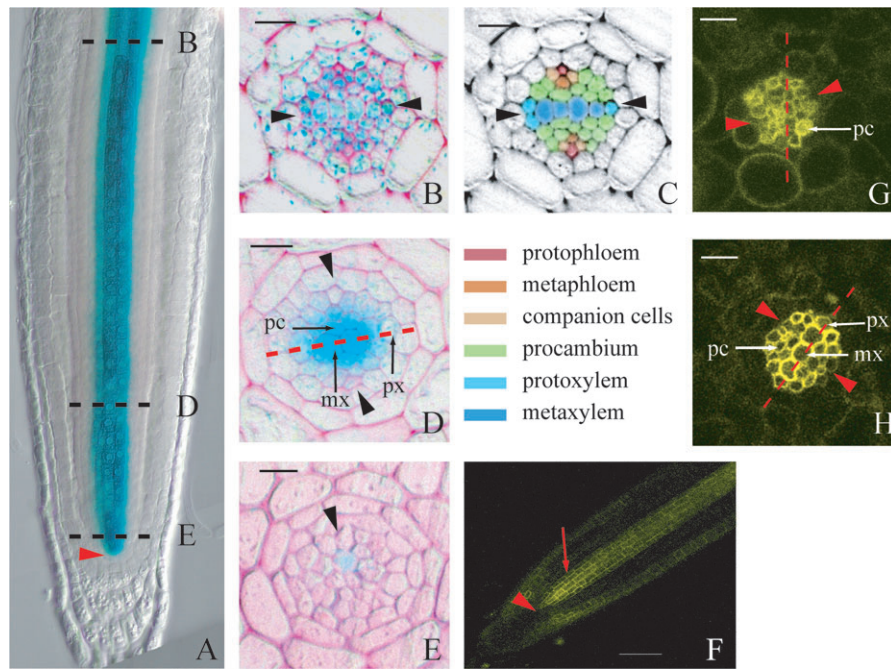 B
D
E
A
B
C
G
pc
D
pc
mx
px
protophloem
metaphloem
companion cells
procambium
protoxylem
metaxylem
H
px
mx
pc
E
F